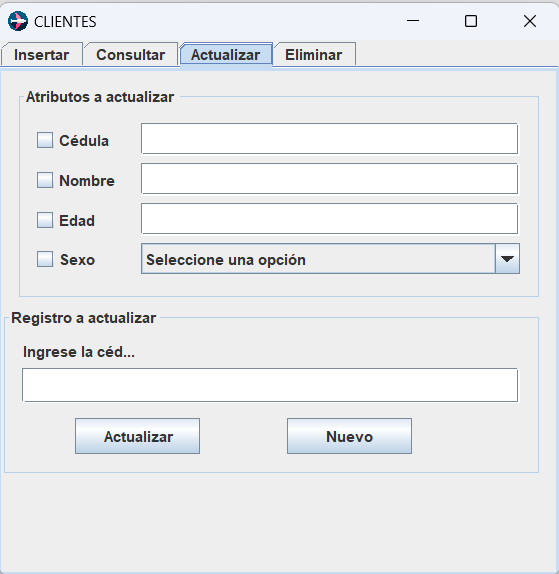 CLIENTES
Insertar Consultar Actualizar Eliminar
Atributos a actualizar
Cédula
Nombre
Edad
Sexo Seleccione una opción
Registro a actualizar
Ingrese la céd...
Actualizar Nuevo